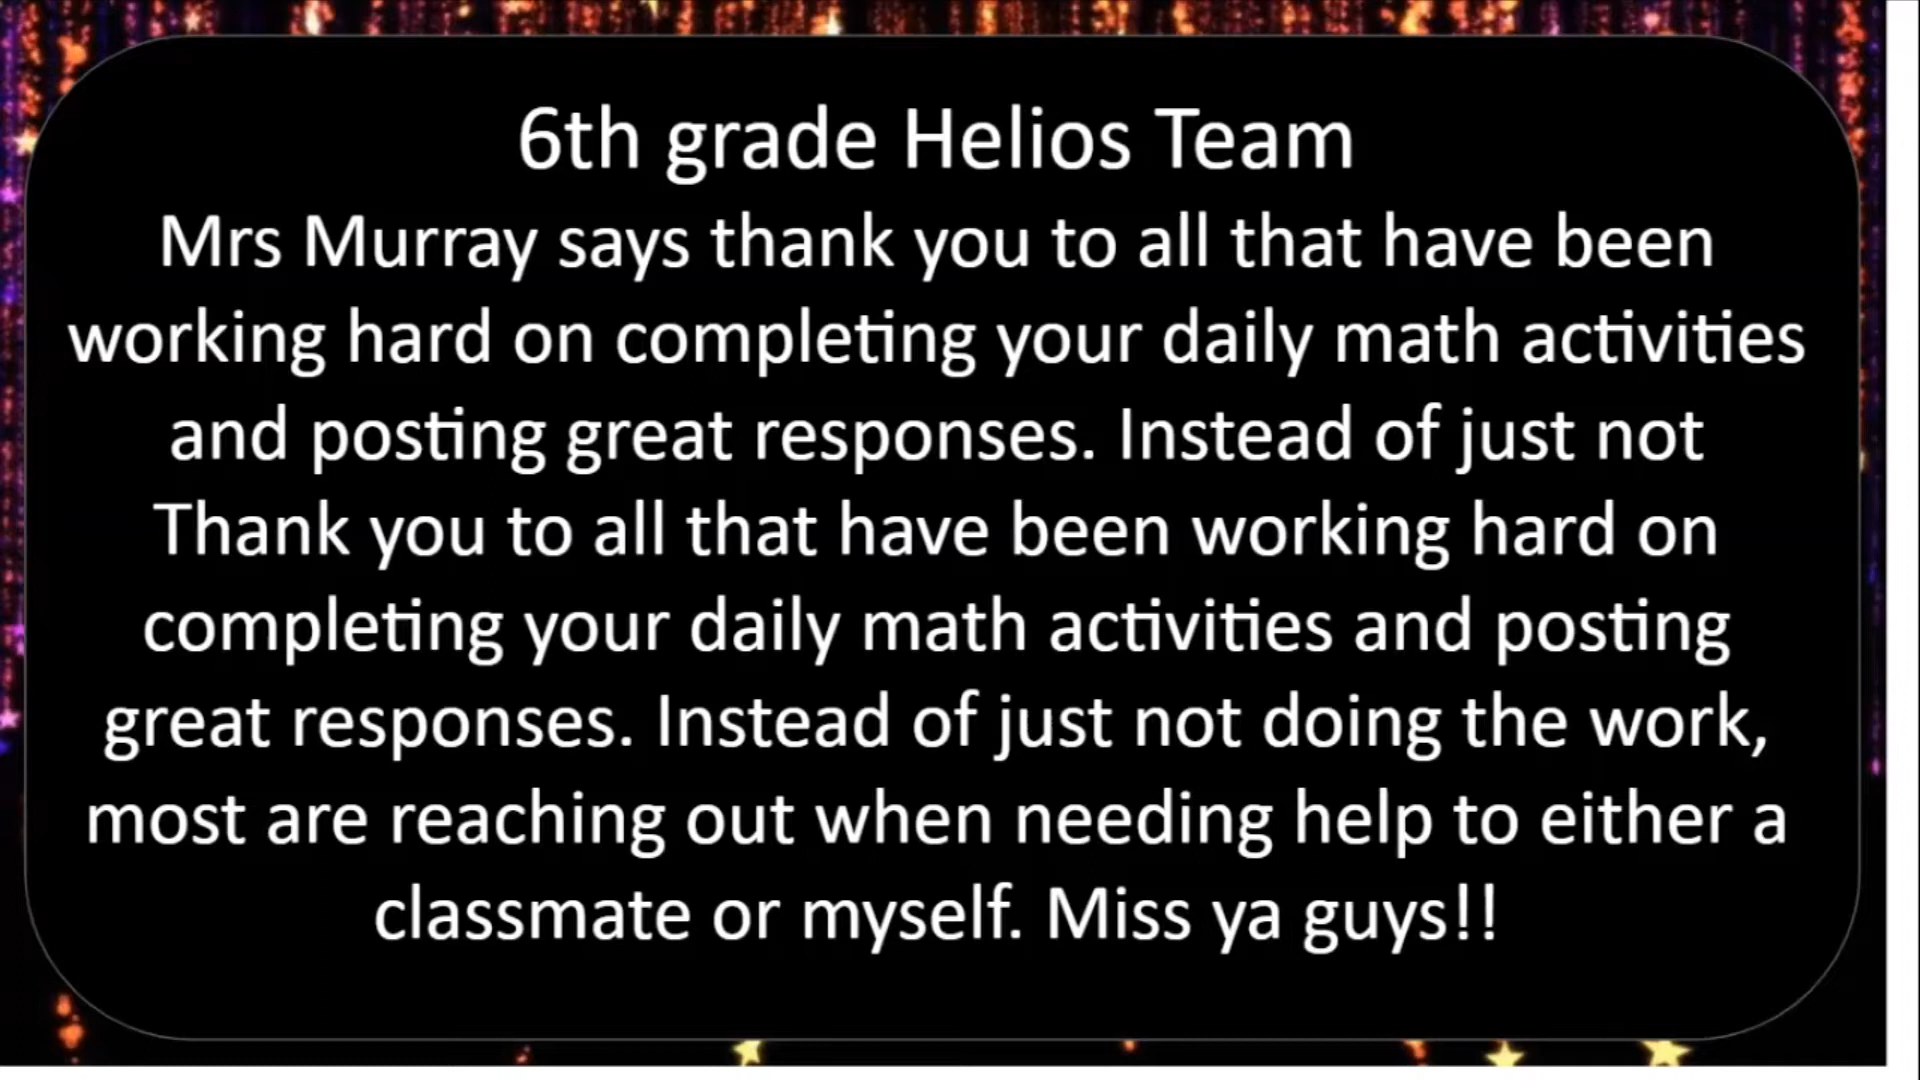 6th grade Helios Team
Mrs Murray says thank you to all that have been
working hard on completing your daily math activities
and posting great responses. Instead of just not
Thank you to all that have been working hard on
completing your daily math activities and posting
great responses. Instead of just not doing the work,
most are reaching out when needing help to either a
classmate or myself. Miss ya guys!!